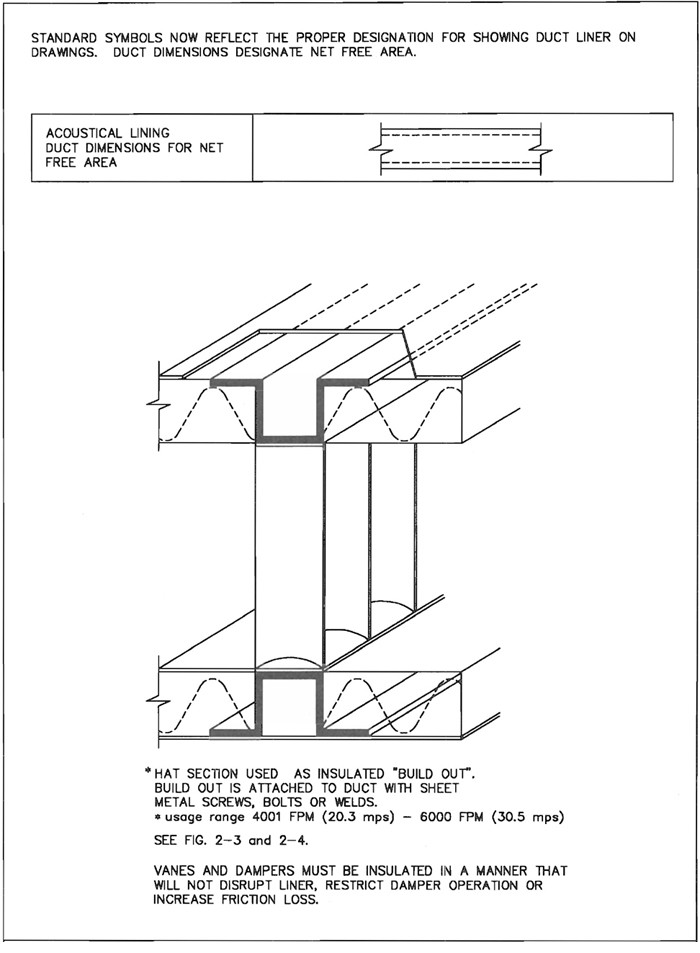 STANDARD SYMBOLS NOW REFLECT THE PROPER DESIGNATION FOR SHOWING DUCT LINER ON
DRAWINGS. DUCT DIMENSIONS DESIGNATE NET FREE AREA.
ACOUSTICAL LINING
DUCT DIMENSIONS FOR NET
FREE AREA
*HAT SECTION USED AS INSULATED "BUILD OUT".
BUILD OUT IS ATTACHED TO DUCT WITH SHEET
METAL SCREWS, BOLTS OR WELDS.
* usage range 4001 FPM (20.3 mps) – 6000 FPM (30.5 mps)
SEE FIG. 2–3 and 2–4.
VANES AND DAMPERS MUST BE INSULATED IN A MANNER THAT
WILL NOT DISRUPT LINER, RESTRICT DAMPER OPERATION OR
INCREASE FRICTION LOSS.